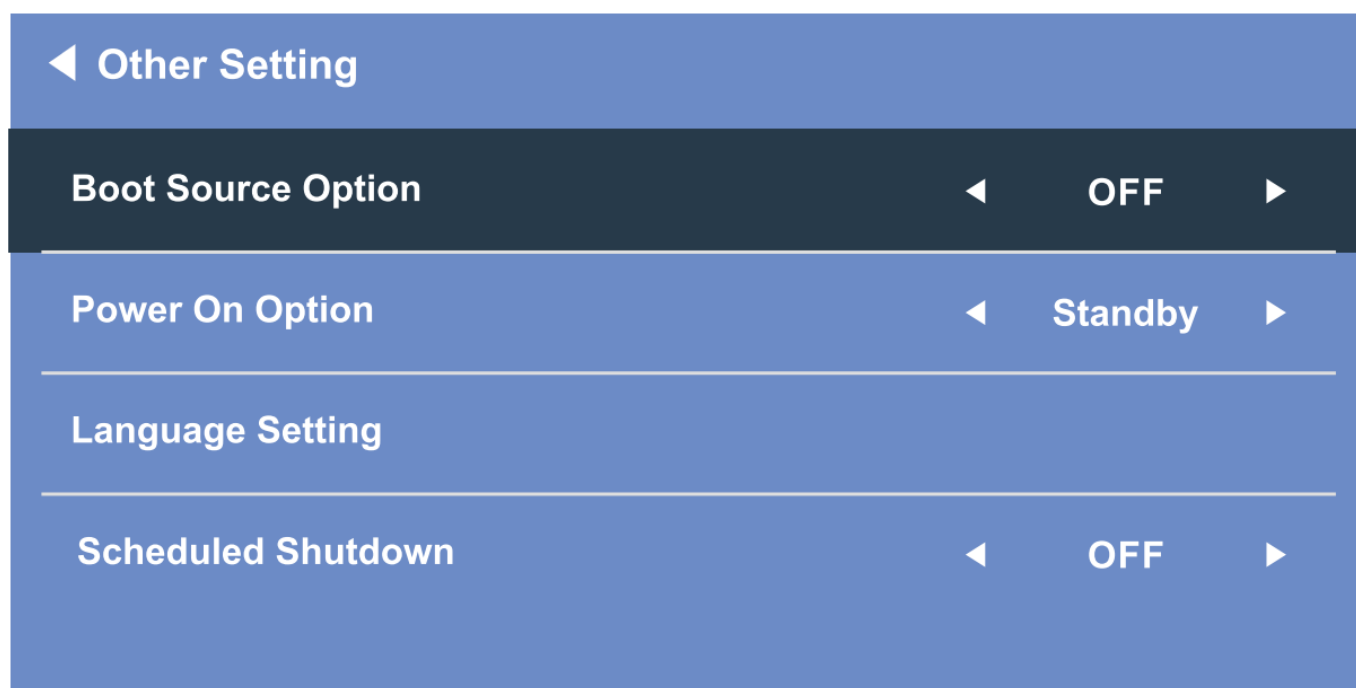 Other Setting
Boot Source Option OFF
Power On Option Standby
Language Setting
Scheduled Shutdown OFF